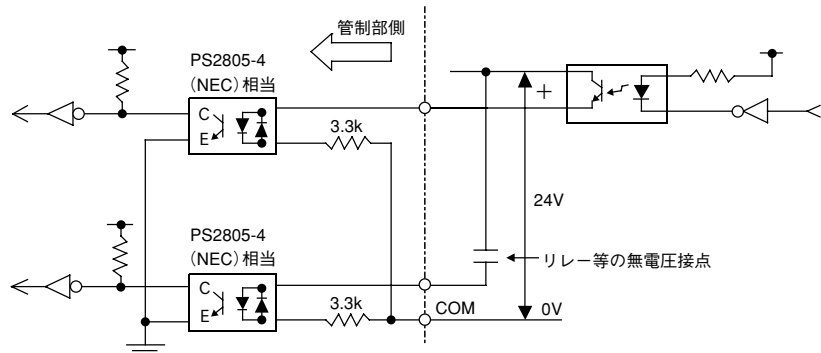 管制部側
PS2805-4
(NEC)相当
C
E
3.3k
+
24V
リレー等の無電圧接点
PS2805-4
(NEC)相当
C
E
3.3k
COM
0V